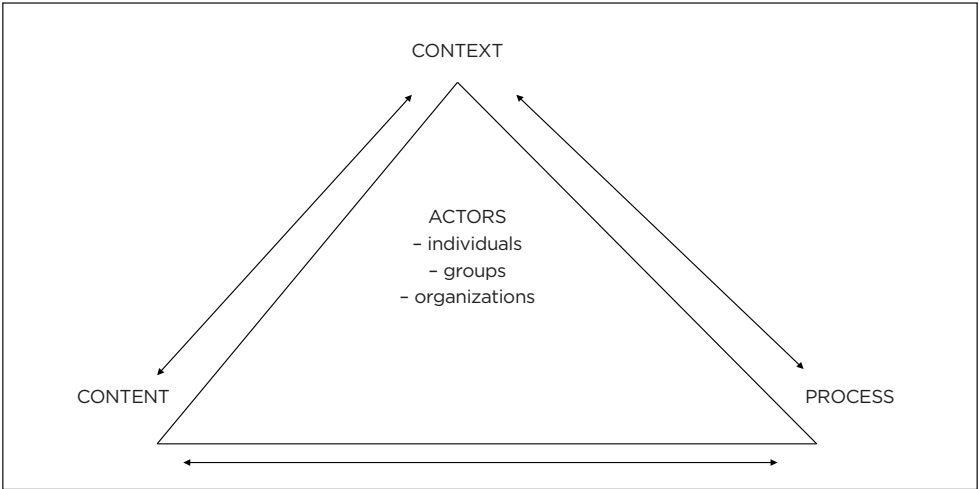 CONTEXT
ACTORS
– individuals
– groups
– organizations
CONTENT
PROCESS